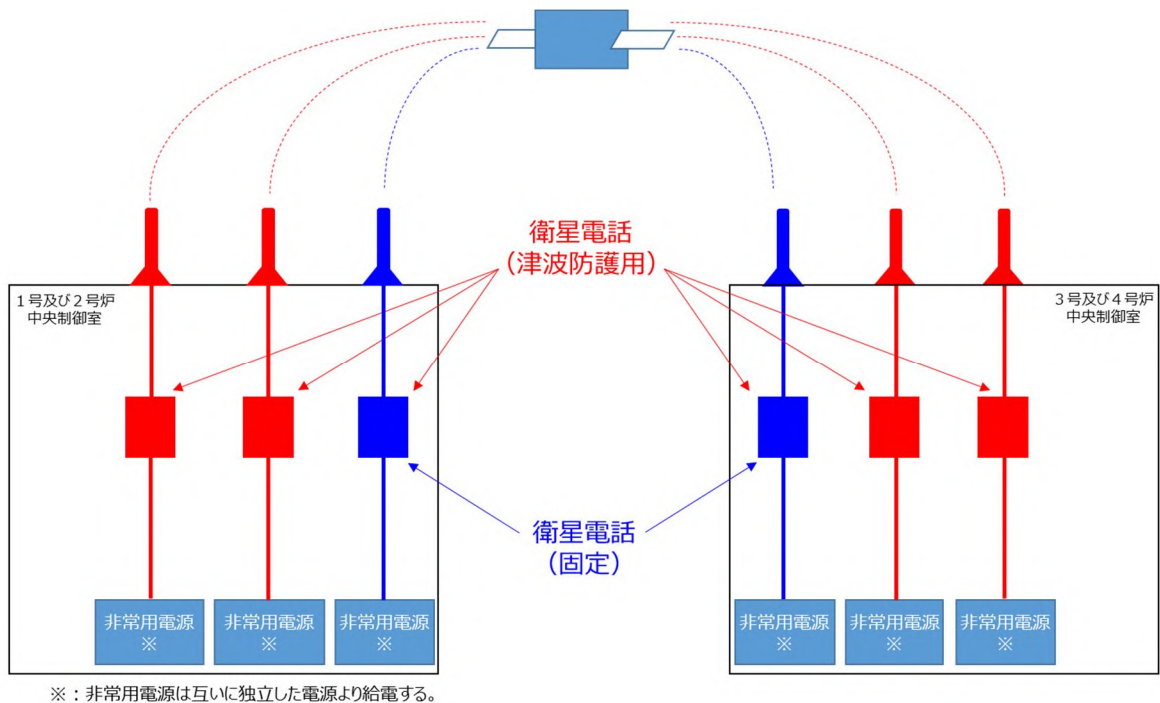 衛星電話
（津波防護用）
１号及び２号炉
中央制御室
３号及び４号炉
中央制御室
衛星電話
（固定）
非常用電源
※
非常用電源
※
非常用電源
※
非常用電源
※
非常用電源
※
非常用電源
※
※：非常用電源は互いに独立した電源より給電する。